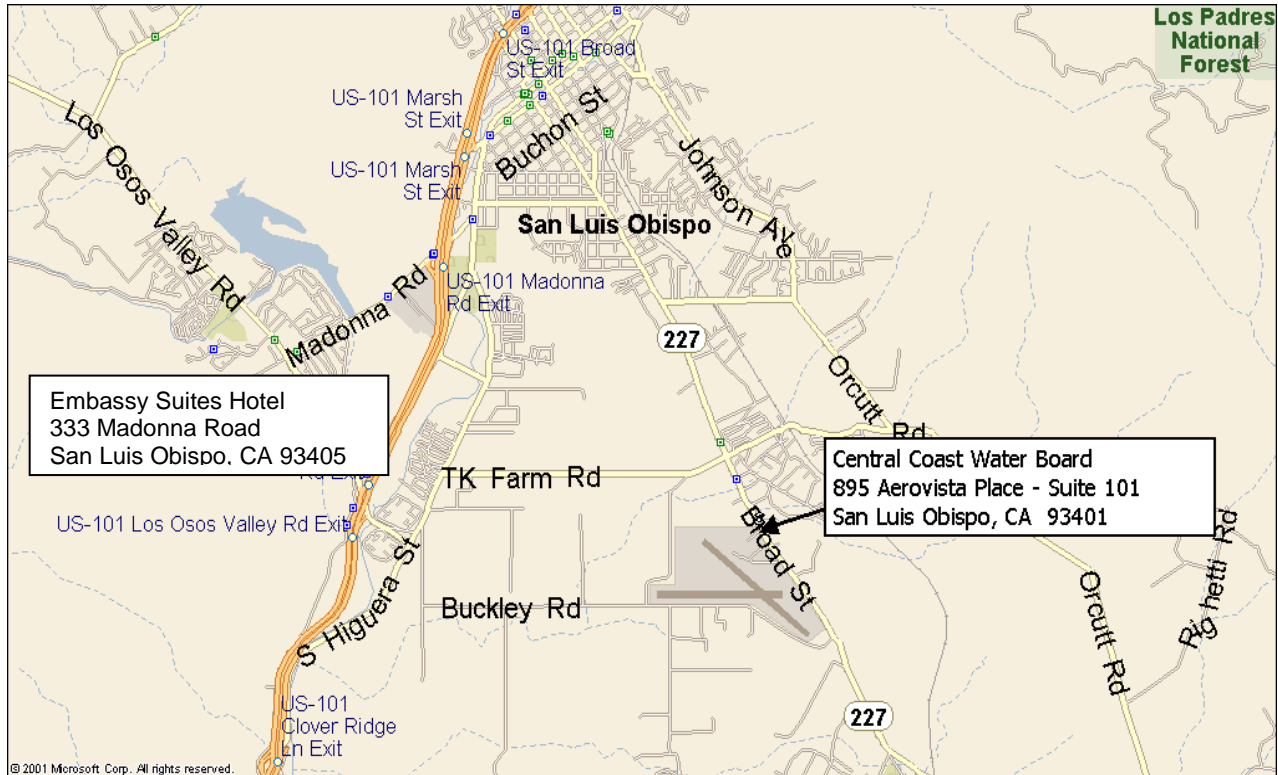 Los Padres
National
Forest
US-101 Broad
St Exit
US-101 Marsh
St Exit
Buchon St
Los Osos Valley Rd
Johnson Ave
US-101 Marsh
St Exit
San Luis Obispo
US-101 Madonna
Rd Exit
Madonna Rd
227
Orcutt Rd
Embassy Suites Hotel
333 Madonna Road
San Luis Obispo, CA 93405
Rd Exit
TK Farm Rd
Central Coast Water Board
895 Aerovista Place - Suite 101
San Luis Obispo, CA 93401
US-101 Los Osos Valley Rd Exit
Broad St
S Higuera St
Buckley Rd
Orcutt Rd
Righetti Rd
US-101
Clover Ridge
Ln Exit
227
© 2001 Microsoft Corp. All rights reserved.